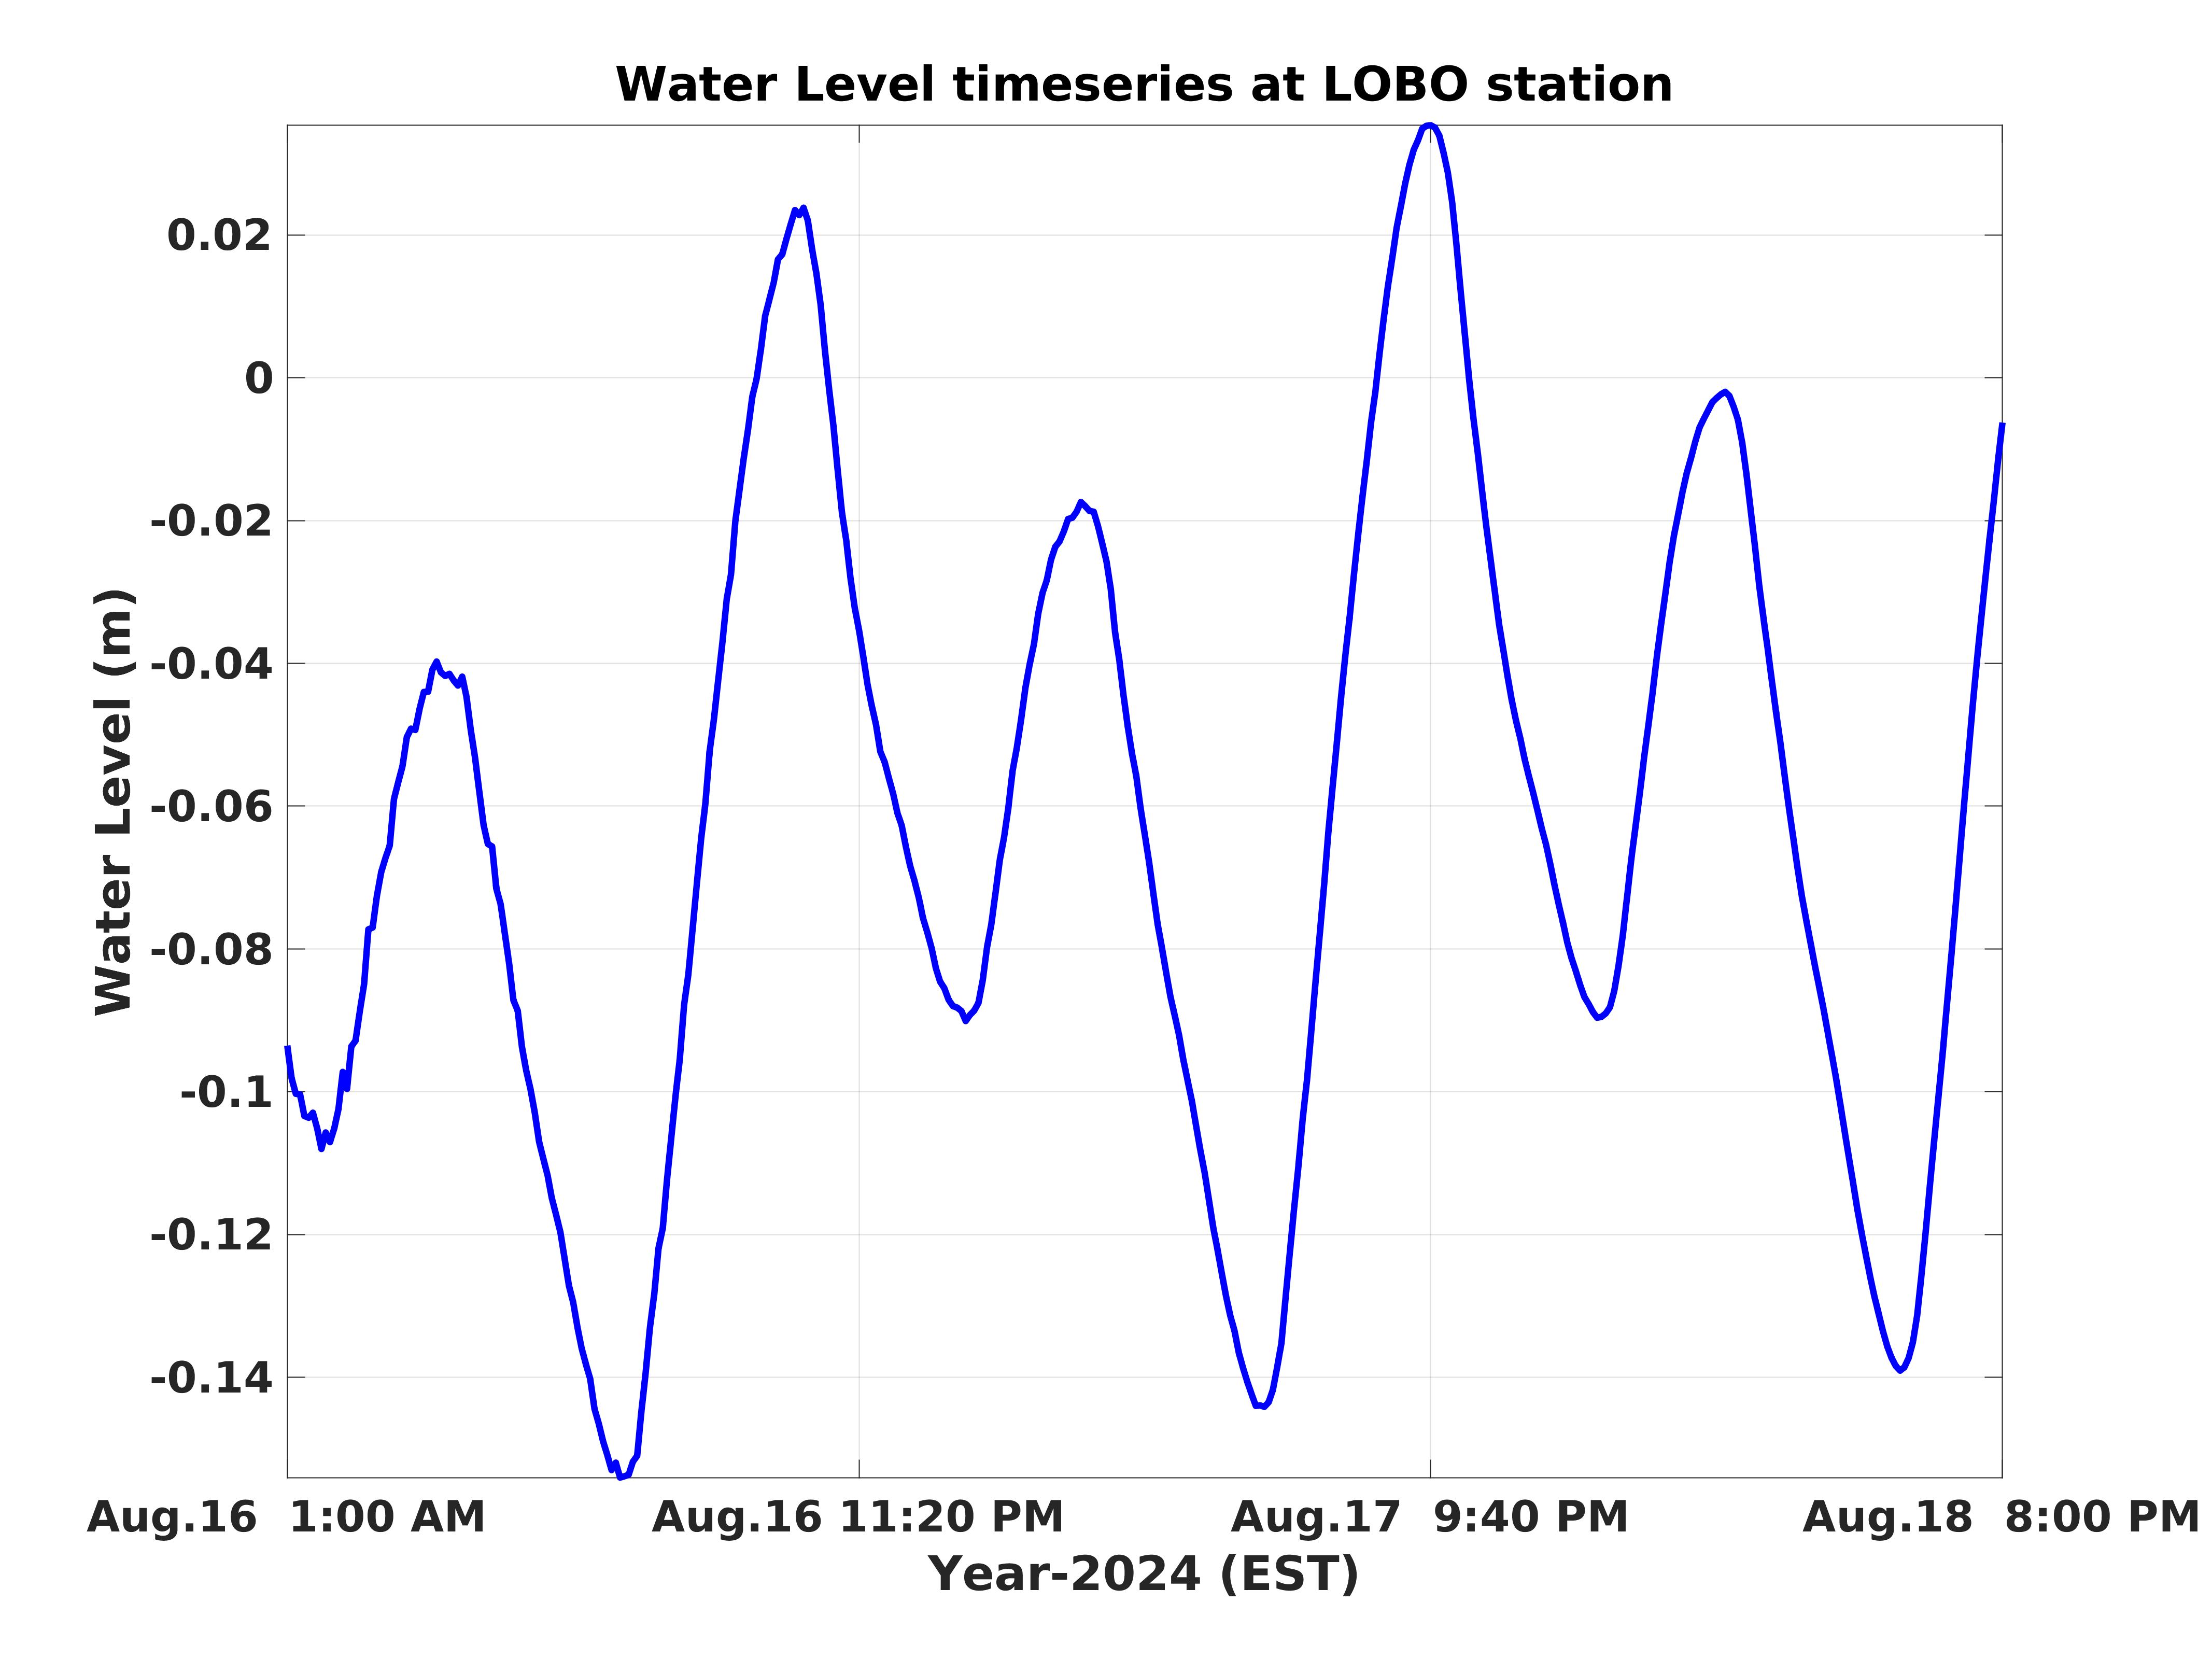 Water Level timeseries at LOBO station
Water Level (m)
0.02
0
-0.02
-0.04
-0.06
-0.08
-0.1
-0.12
-0.14
Aug.16  1:00 AM
Aug.16 11:20 PM
Aug.17  9:40 PM
Aug.18  8:00 PM
Year-2024 (EST)